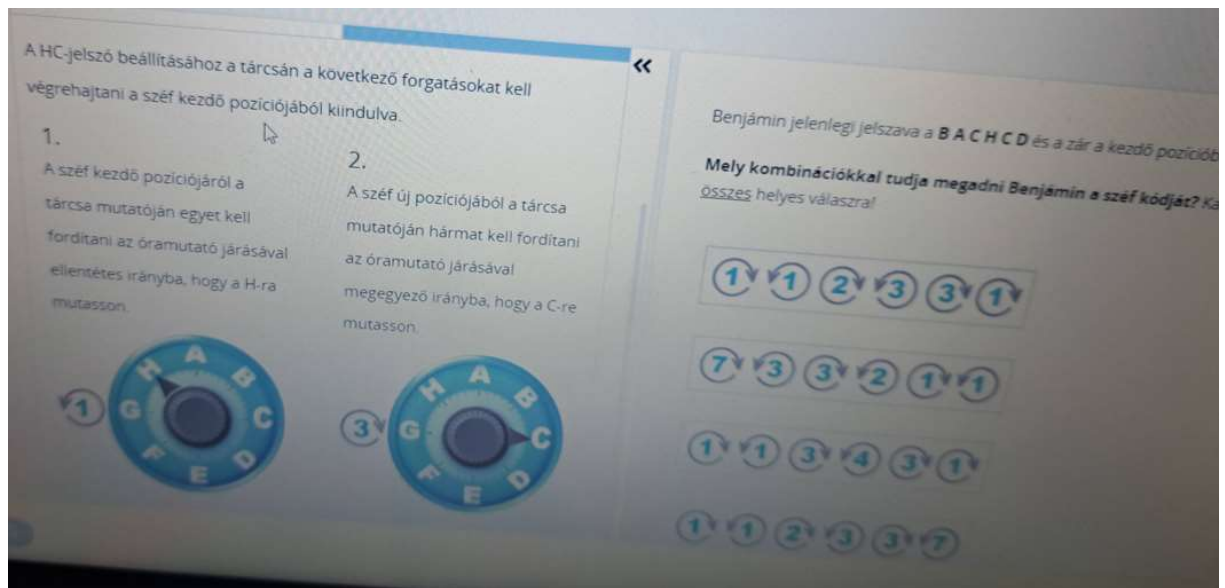 A HC-jelszó beállításához a tárcsán a következő forgatásokat kell
végrehajtani a széf kezdő pozíciójából kiindulva.
1.
A széf kezdő pozíciójáról a
tárcsa mutatóján egyet kell
fordítani az óramutató járásával
ellentétes irányba, hogy a H-ra
mutasson.
1
A
B
C
D
E
F
G
H
2.
A széf új pozíciójából a tárcsa
mutatóján hármat kell fordítani
az óramutató járásával
megegyező irányba, hogy a C-re
mutasson.
3
A
B
C
D
E
F
G
H
«
Benjámin jelenlegi jelszava a B A C H C D és a zár a kezdő pozíciób
Mely kombinációkkal tudja megadni Benjámin a széf kódját? Ka
összes helyes válaszra!
1 1 2 3 3 1
7 3 3 2 1 1
1 1 3 4 3 1
1 1 2 3 3 7